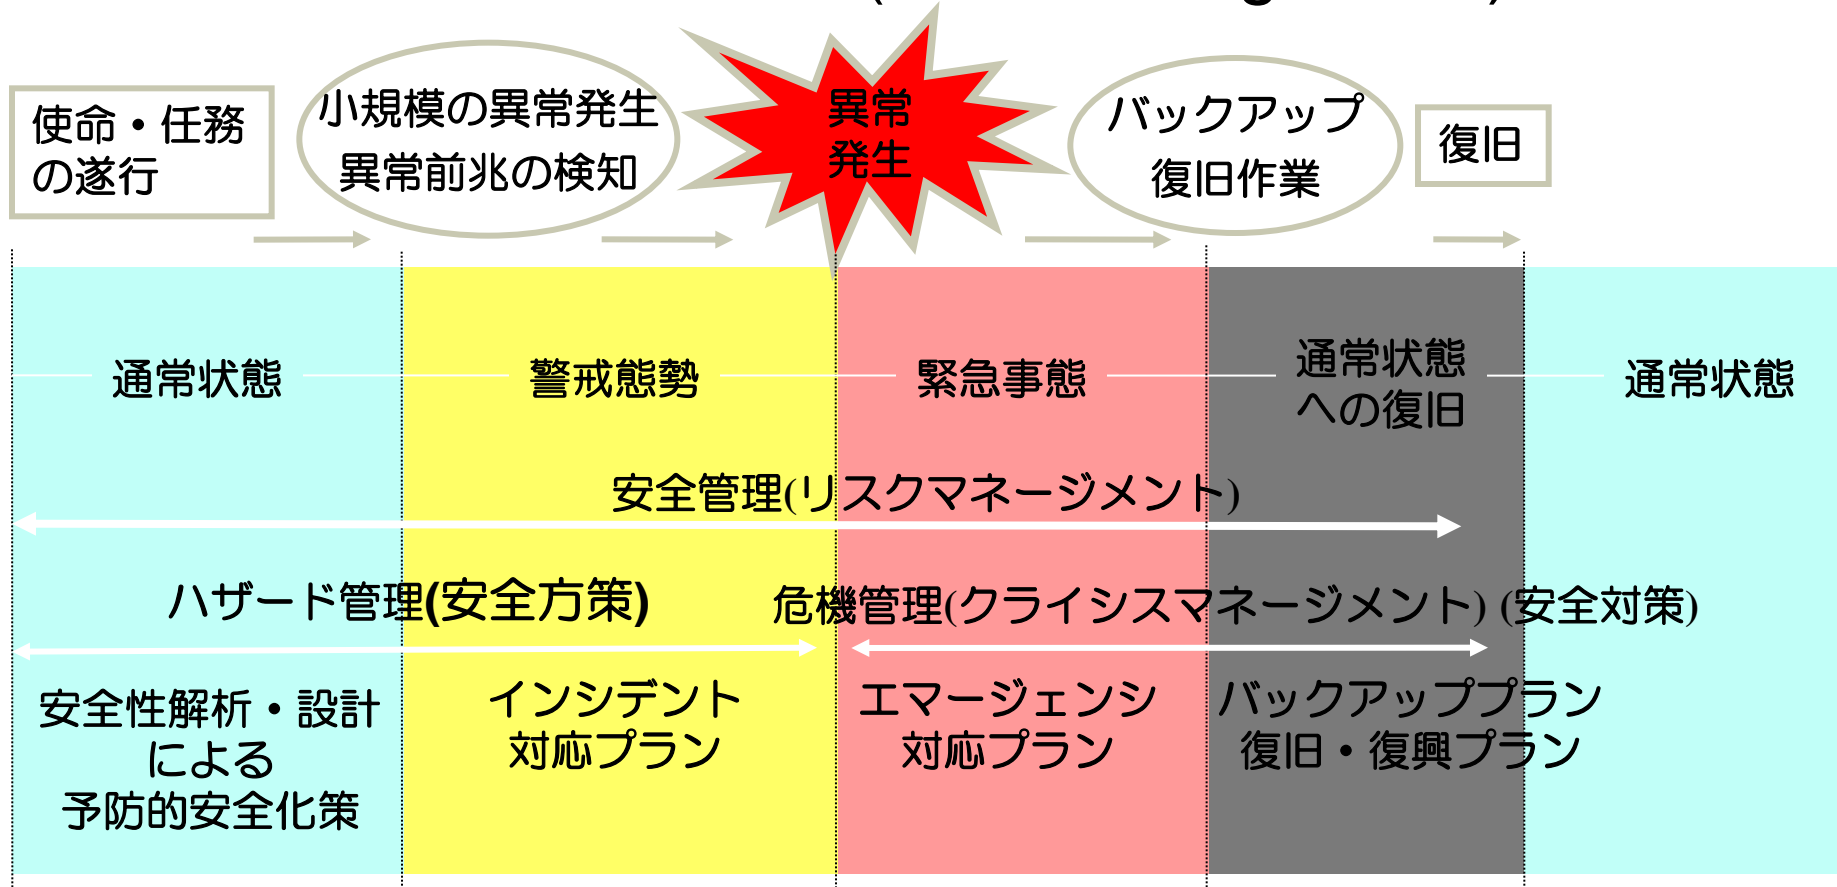 使命・任務
の遂行
小規模の異常発生
異常前兆の検知
異常
発生
バックアップ
復旧作業
復旧
通常状態
警戒態勢
緊急事態
通常状態
への復旧
通常状態
安全管理(リスクマネージメント)
ハザード管理(安全方策)
危機管理(クライシスマネージメント) (安全対策)
安全性解析・設計
による
予防的安全化策
インシデント
対応プラン
エマージェンシ
対応プラン
バックアッププラン
復旧・復興プラン